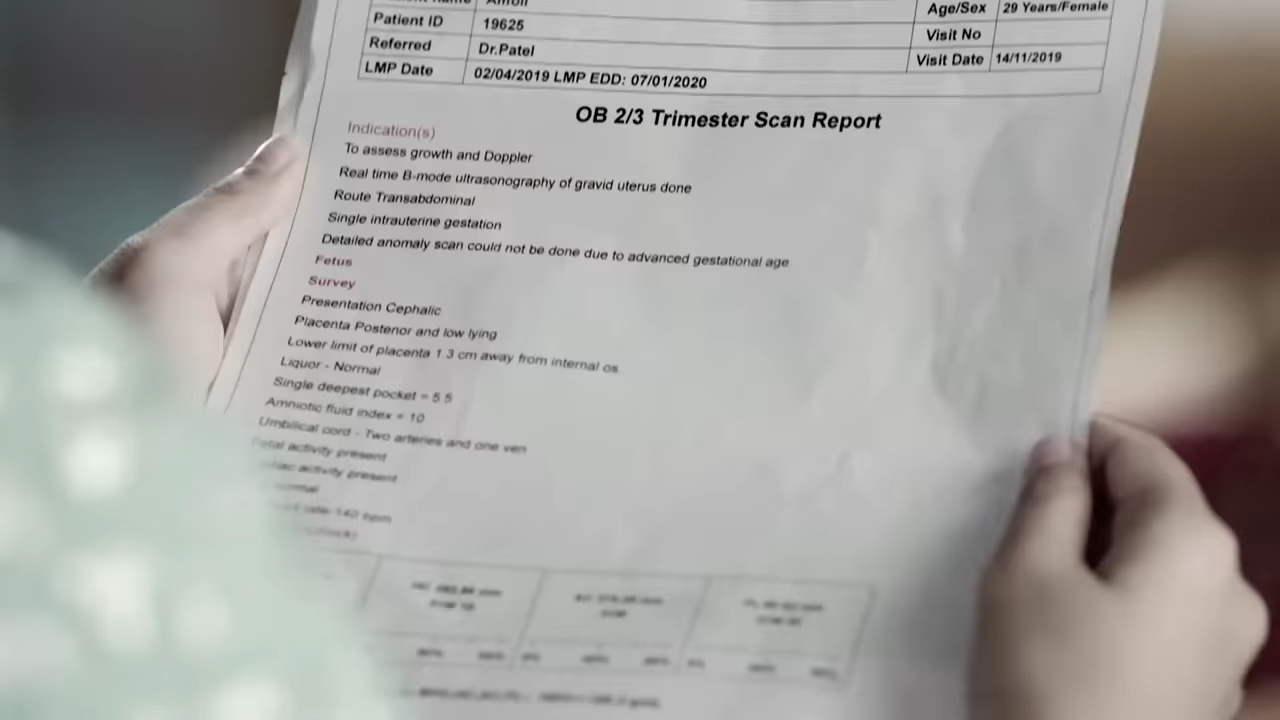 Age/Sex 29 Years/Female
Patient ID 19625
Visit No
Referred Dr.Patel
Visit Date 14/11/2019
LMP Date 02/04/2019 LMP EDD: 07/01/2020
OB 2/3 Trimester Scan Report
Indication(s)
To assess growth and Doppler
Real time B-mode ultrasonography of gravid uterus done
Route Transabdominal
Single intrauterine gestation
Detailed anomaly scan could not be done due to advanced gestational age
Fetus
Survey
Presentation Cephalic
Placenta Postenor and low lying
Lower limit of placenta 1.3 cm away from internal os
Liquor - Normal
Single deepest pocket = 5.5
Amniotic fluid index = 10
Umbilical cord - Two arteries and one ven
activity present
activity present
rate 140 bpm